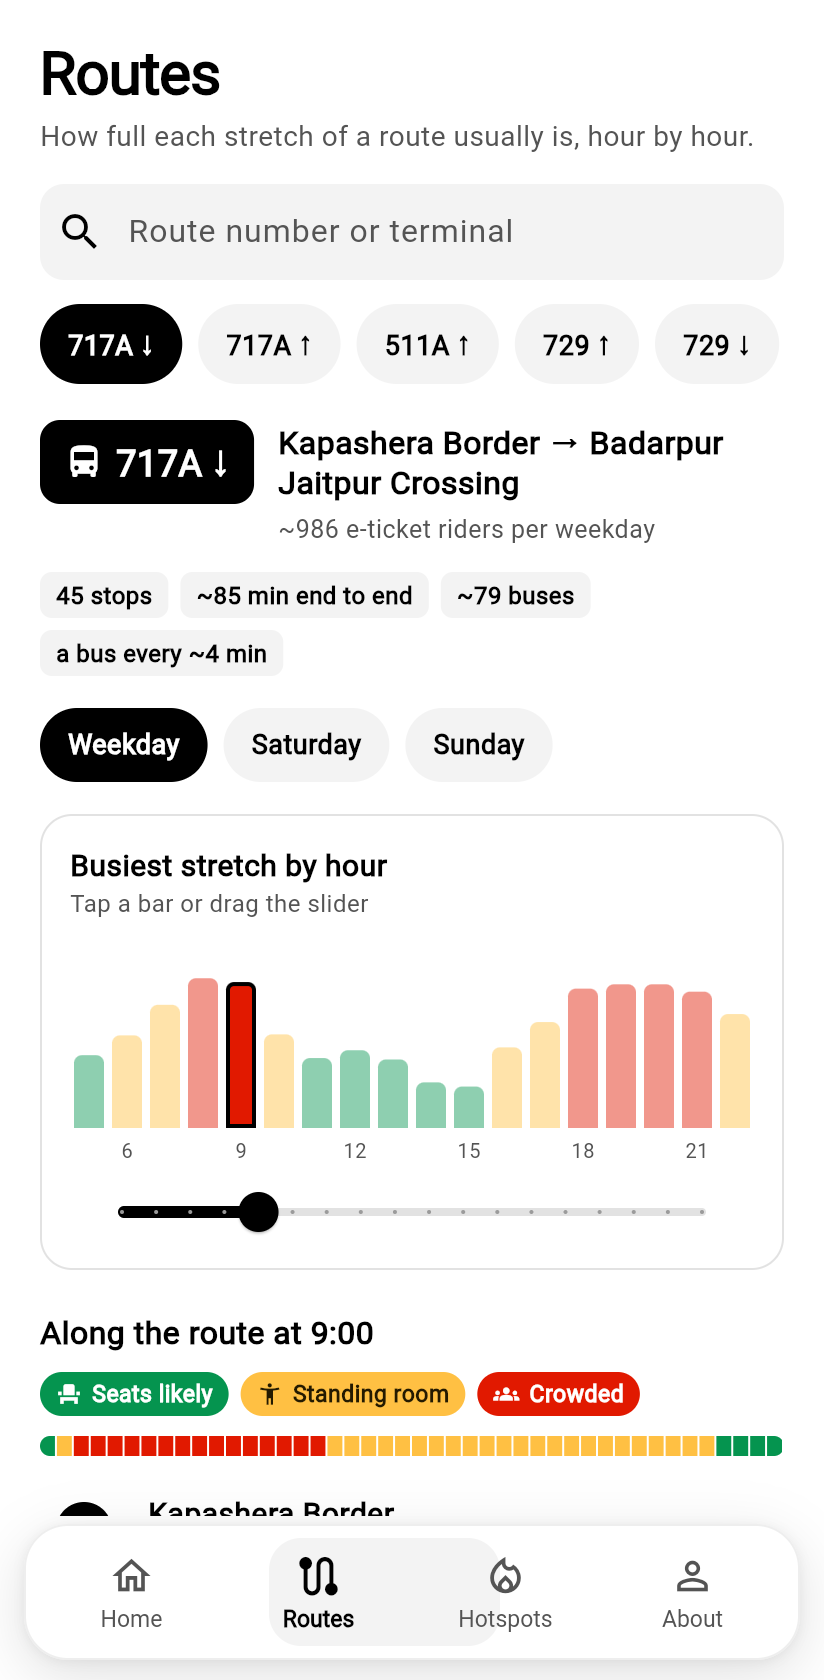 Routes
How full each stretch of a route usually is, hour by hour.
Route number or terminal
717A ↓ 717A ↑ 511A ↑ 729 ↑ 729 ↓
717A ↓
Kapashera Border → Badarpur
Jaitpur Crossing
~986 e-ticket riders per weekday
45 stops ~85 min end to end ~79 buses
a bus every ~4 min
Weekday Saturday Sunday
Busiest stretch by hour
Tap a bar or drag the slider
6 9 12 15 18 21
Along the route at 9:00
Seats likely Standing room Crowded
Kapashera Border
Home Routes Hotspots About